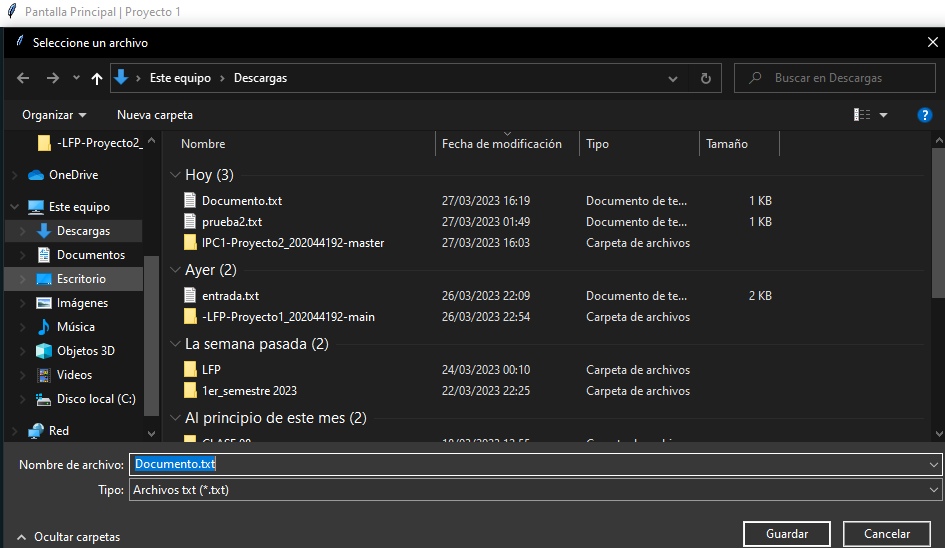 Pantalla Principal | Proyecto 1
Seleccione un archivo
Este equipo > Descargas
Buscar en Descargas
Organizar
Nueva carpeta
-LFP-Proyecto2_
OneDrive
Este equipo
Descargas
Documentos
Escritorio
Imágenes
Música
Objetos 3D
Videos
Disco local (C:)
Red
Nombre Fecha de modificación Tipo Tamaño
Hoy (3)
Documento.txt 27/03/2023 16:19 Documento de te... 1 KB
prueba2.txt 27/03/2023 01:49 Documento de te... 1 KB
IPC1-Proyecto2_202044192-master 27/03/2023 16:03 Carpeta de archivos
Ayer (2)
entrada.txt 26/03/2023 22:09 Documento de te... 2 KB
-LFP-Proyecto1_202044192-main 26/03/2023 22:54 Carpeta de archivos
La semana pasada (2)
LFP 24/03/2023 00:10 Carpeta de archivos
1er_semestre 2023 22/03/2023 22:25 Carpeta de archivos
Al principio de este mes (2)
Nombre de archivo: Documento.txt
Tipo: Archivos txt (*.txt)
Ocultar carpetas
Guardar
Cancelar